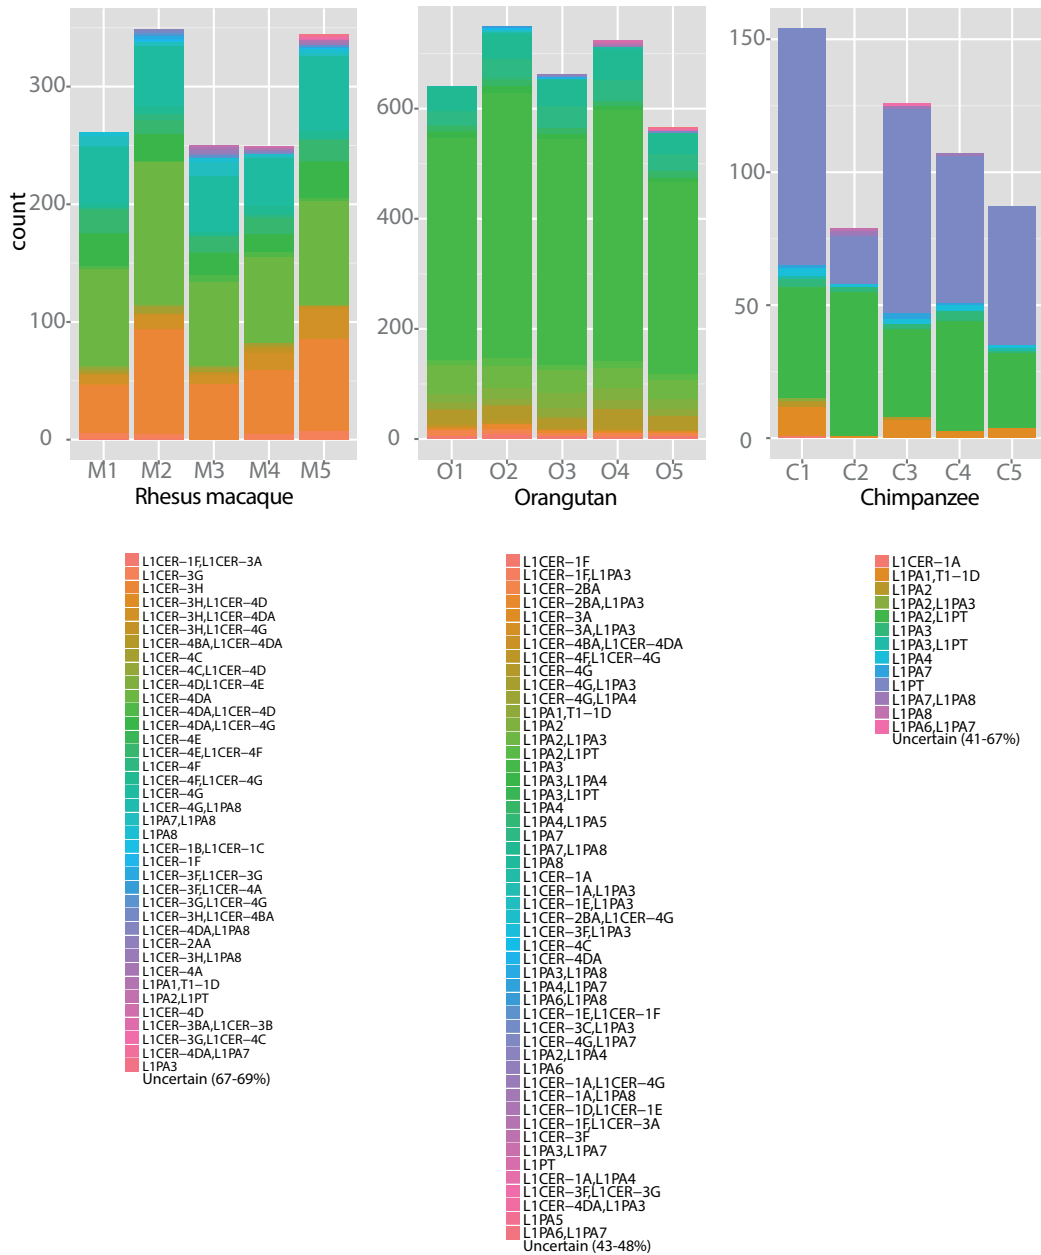 count
300
200
100
0
M1 M2 M3 M4 M5
Rhesus macaque
600
400
200
0
O1 O2 O3 O4 O5
Orangutan
150
100
50
0
C1 C2 C3 C4 C5
Chimpanzee
L1CER−1F,L1CER−3A
L1CER−3G
L1CER−3H
L1CER−3H,L1CER−4D
L1CER−3H,L1CER−4DA
L1CER−3H,L1CER−4G
L1CER−4BA,L1CER−4DA
L1CER−4C
L1CER−4C,L1CER−4D
L1CER−4D,L1CER−4E
L1CER−4DA
L1CER−4DA,L1CER−4D
L1CER−4DA,L1CER−4G
L1CER−4E
L1CER−4E,L1CER−4F
L1CER−4F
L1CER−4F,L1CER−4G
L1CER−4G
L1CER−4G,L1PA8
L1PA7,L1PA8
L1PA8
L1CER−1B,L1CER−1C
L1CER−1F
L1CER−3F,L1CER−3G
L1CER−3F,L1CER−4A
L1CER−3G,L1CER−4G
L1CER−3H,L1CER−4BA
L1CER−4DA,L1PA8
L1CER−2AA
L1CER−3H,L1PA8
L1CER−4A
L1PA1,T1−1D
L1PA2,L1PT
L1CER−4D
L1CER−3BA,L1CER−3B
L1CER−3G,L1CER−4C
L1CER−4DA,L1PA7
L1PA3
Uncertain (67-69%)
L1CER−1F
L1CER−1F,L1PA3
L1CER−2BA
L1CER−2BA,L1PA3
L1CER−3A
L1CER−3A,L1PA3
L1CER−4BA,L1CER−4DA
L1CER−4F,L1CER−4G
L1CER−4G
L1CER−4G,L1PA3
L1CER−4G,L1PA4
L1PA1,T1−1D
L1PA2
L1PA2,L1PA3
L1PA2,L1PT
L1PA3
L1PA3,L1PA4
L1PA3,L1PT
L1PA4
L1PA4,L1PA5
L1PA7
L1PA7,L1PA8
L1PA8
L1CER−1A
L1CER−1A,L1PA3
L1CER−1E,L1PA3
L1CER−2BA,L1CER−4G
L1CER−3F,L1PA3
L1CER−4C
L1CER−4DA
L1PA3,L1PA8
L1PA4,L1PA7
L1PA6,L1PA8
L1CER−1E,L1CER−1F
L1CER−3C,L1PA3
L1CER−4G,L1PA7
L1PA2,L1PA4
L1PA6
L1CER−1A,L1CER−4G
L1CER−1A,L1PA8
L1CER−1D,L1CER−1E
L1CER−1F,L1CER−3A
L1CER−3F
L1PA3,L1PA7
L1PT
L1CER−1A,L1PA4
L1CER−3F,L1CER−3G
L1CER−4DA,L1PA3
L1PA5
L1PA6,L1PA7
Uncertain (43-48%)
L1CER−1A
L1PA1,T1−1D
L1PA2
L1PA2,L1PA3
L1PA2,L1PT
L1PA3
L1PA3,L1PT
L1PA4
L1PA7
L1PT
L1PA7,L1PA8
L1PA8
L1PA6,L1PA7
Uncertain (41-67%)